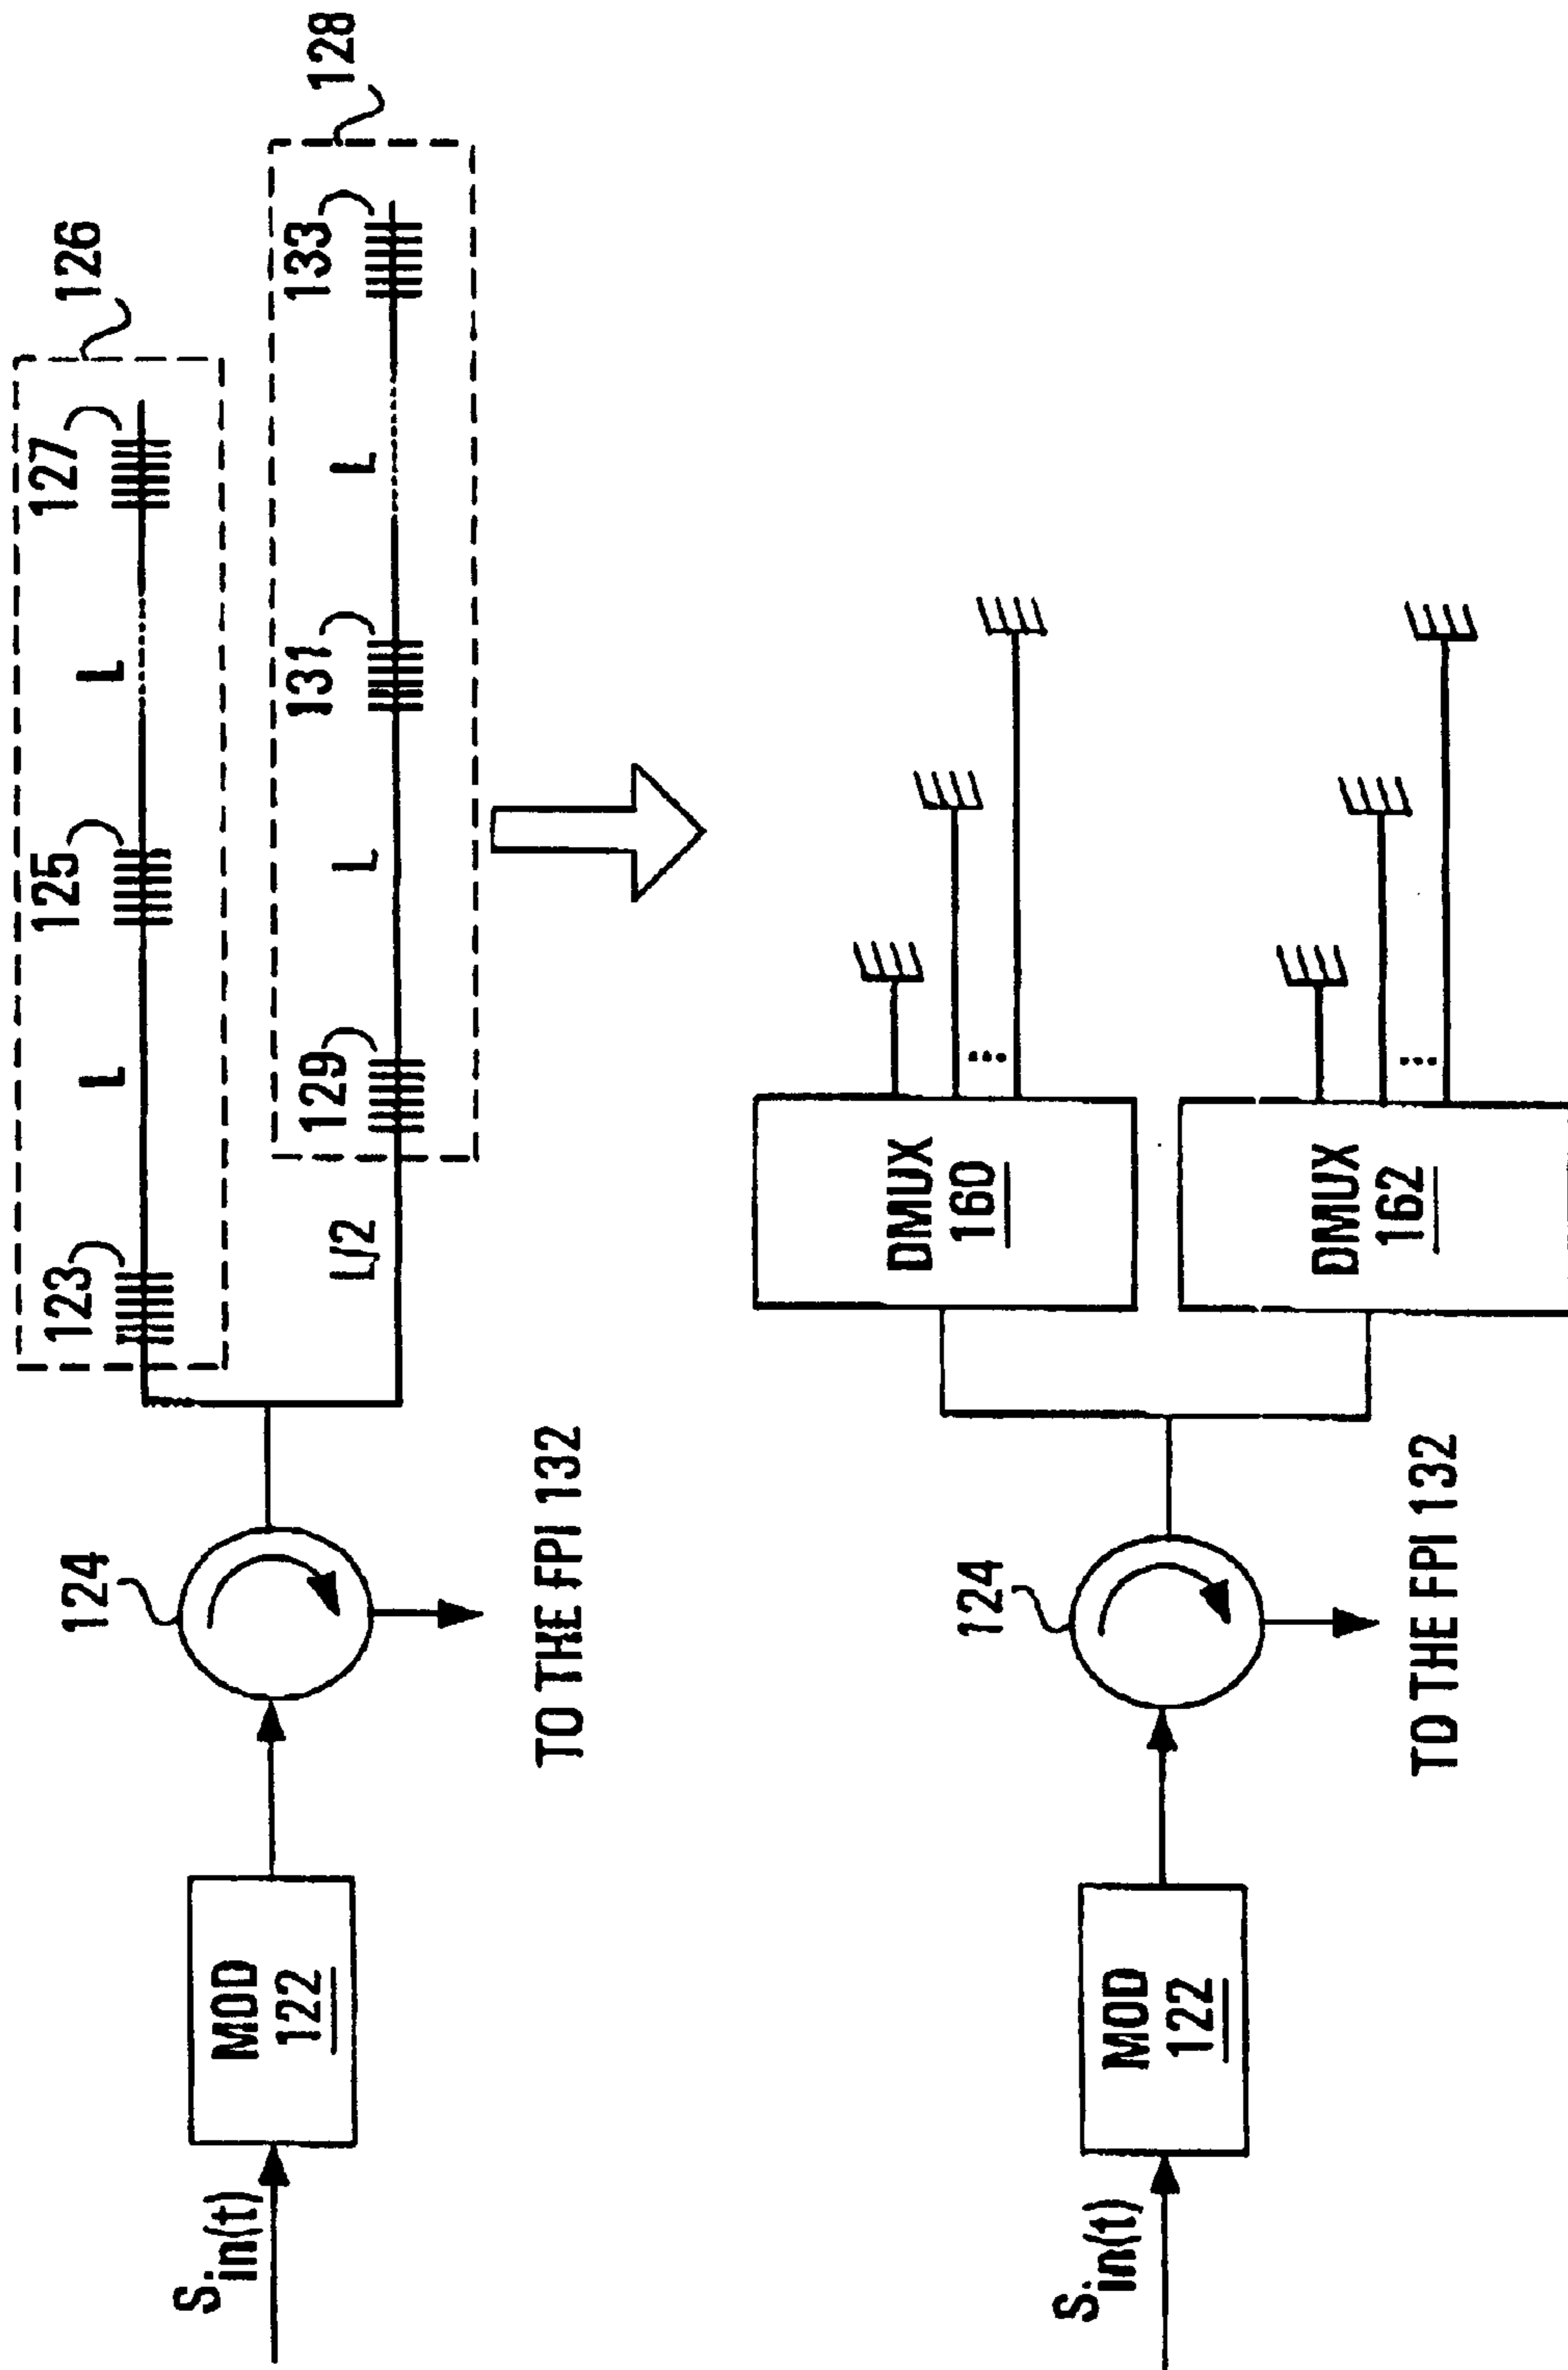 126
127
125
123
L
L
128
133
131
129
L
L
L/2
124
MOD
122
Sin(t)
TO THE FPI 132
DMUX
160
DMUX
162
124
MOD
122
Sin(t)
TO THE FPI 132